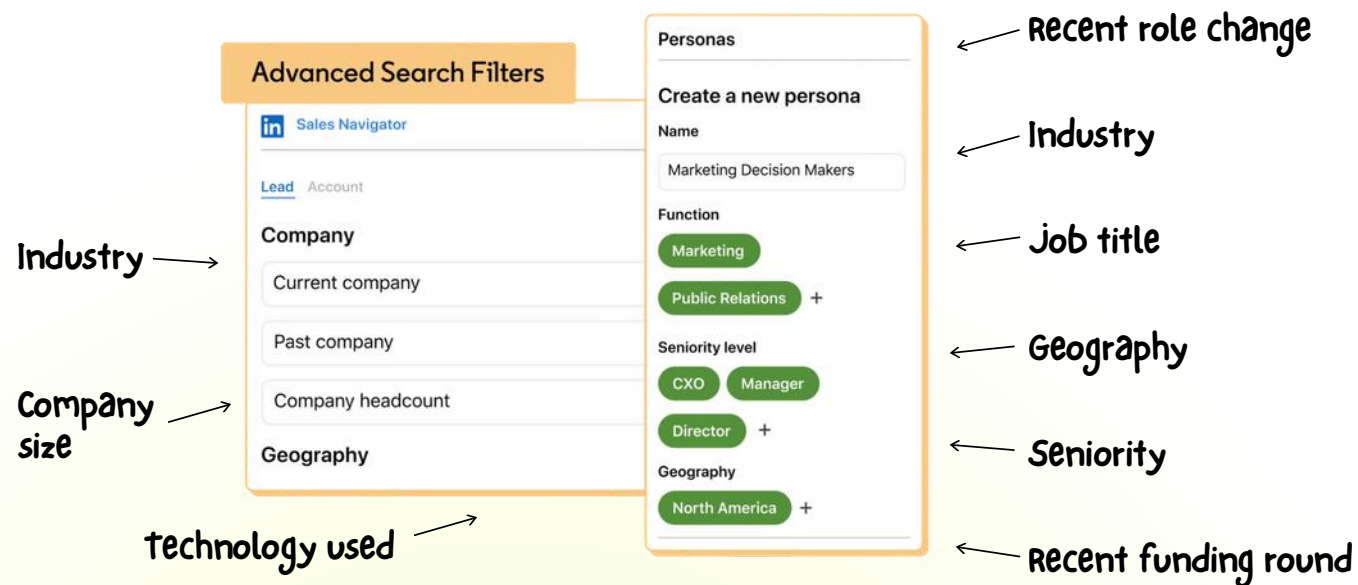 Advanced Search Filters
in Sales Navigator
Lead Account
Company
Current company
Past company
Company headcount
Geography
Industry
Company
size
Technology used
Personas
Create a new persona
Name
Marketing Decision Makers
Function
Marketing
Public Relations +
Seniority level
CXO Manager
Director +
Geography
North America +
Recent role change
Industry
Job title
Geography
Seniority
Recent funding round